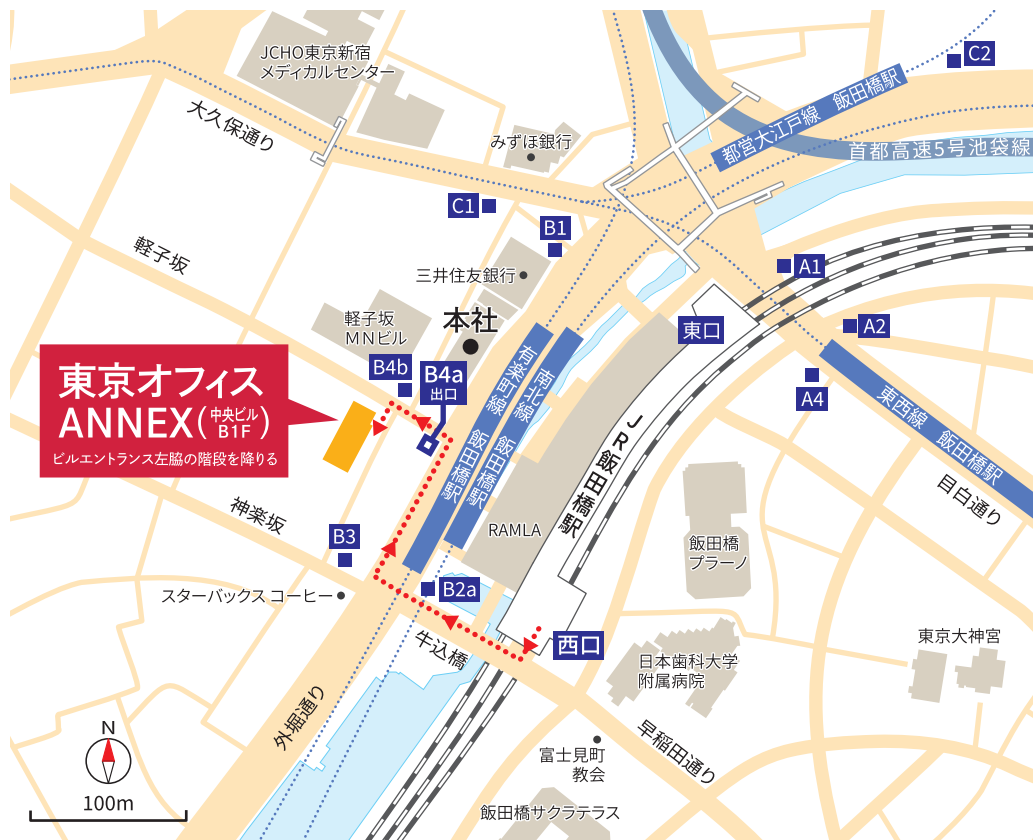 JCHO東京新宿
メディカルセンター
C2
都営大江戸線 飯田橋駅
首都高速5号池袋線
大久保通り
みずほ銀行
C1
B1
軽子坂
三井住友銀行
A1
本社
東口
A2
軽子坂
MNビル
B4b
B4a
出口
有楽町線 飯田橋駅
南北線 飯田橋駅
A4
東西線 飯田橋駅
東京オフィス
ANNEX(中央ビル
B1F)
ビルエントランス左脇の階段を降りる
JR飯田橋駅
目白通り
神楽坂
RAMLA
B3
飯田橋
プラーノ
スターバックス コーヒー
B2a
牛込橋
西口
東京大神宮
日本歯科大学
附属病院
外堀通り
早稲田通り
N
富士見町
教会
100m
飯田橋サクラテラス